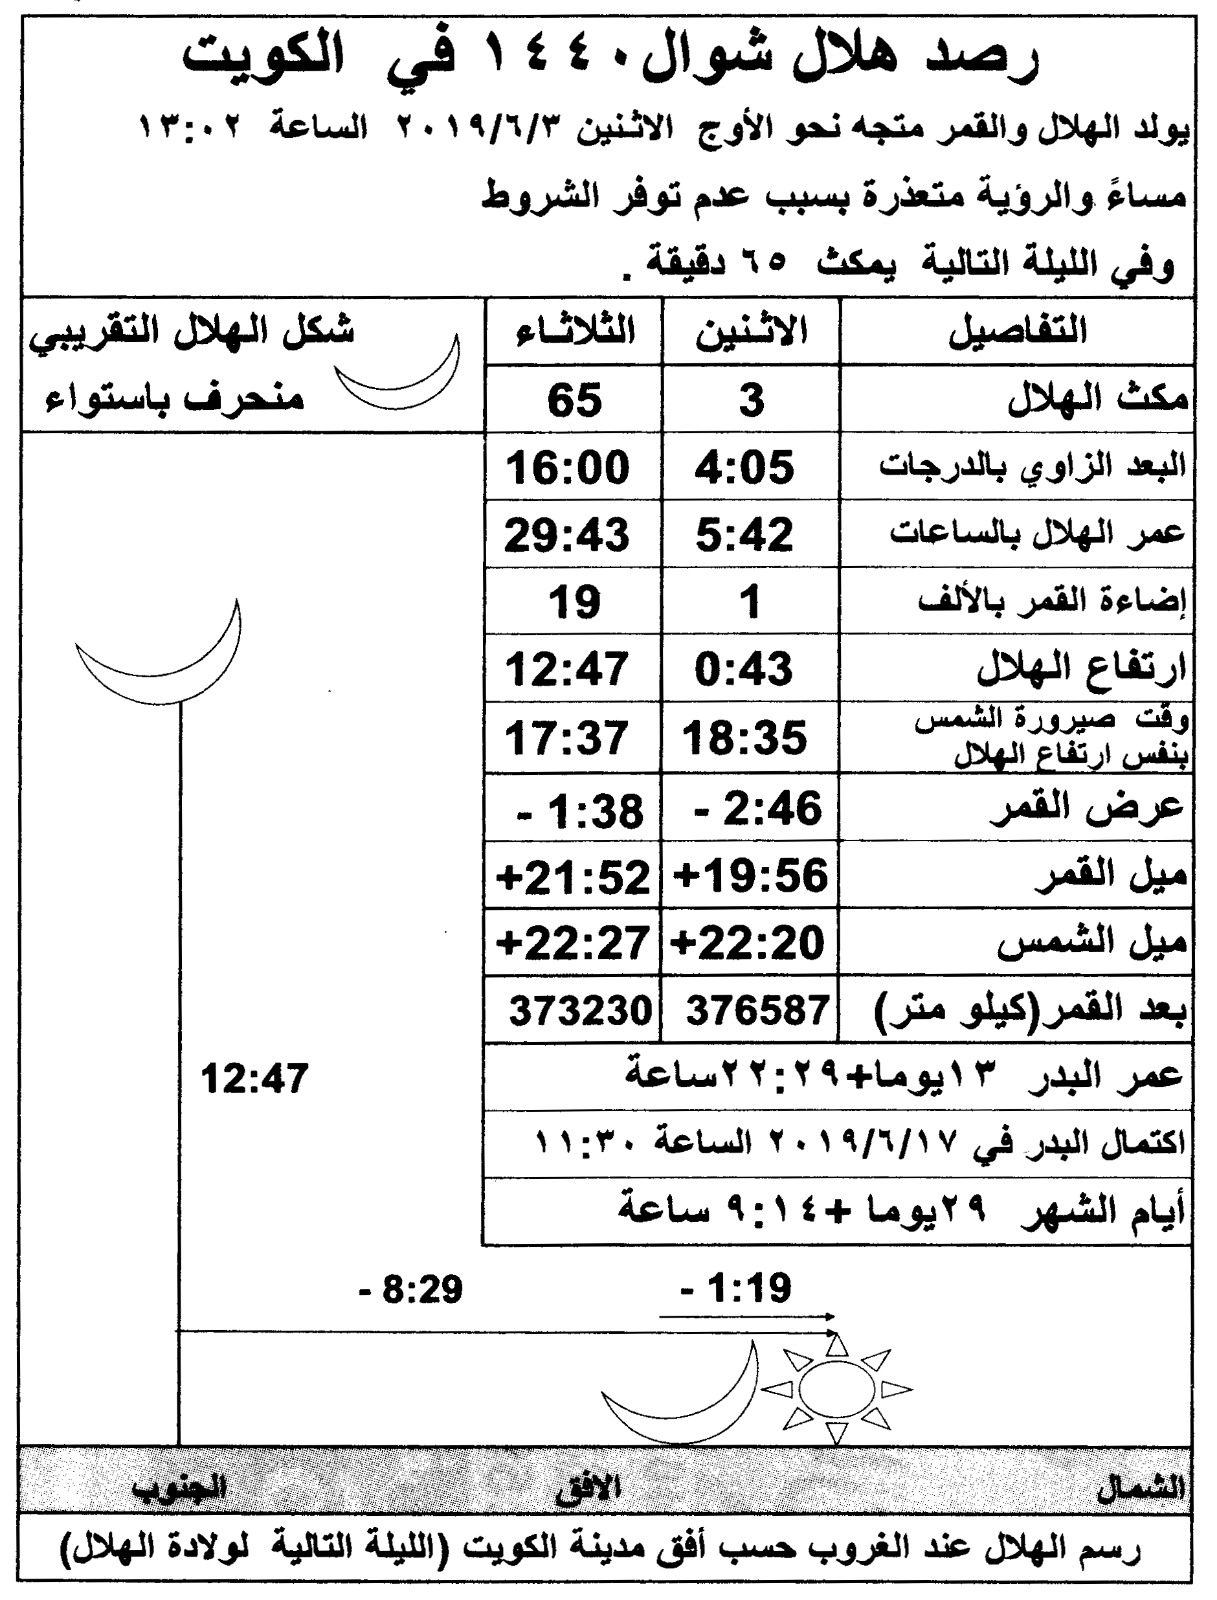 رصد هلال شوال ١٤٤٠ في الكويت
يولد الهلال والقمر متجه نحو الأوج الاثنين ٢٠١٩/٦/٣ الساعة ١٣:٠٢
مساءً والرؤية متعذرة بسبب عدم توفر الشروط
وفي الليلة التالية يمكث ٦٥ دقيقة .
التفاصيل الاثنين الثلاثاء
شكل الهلال التقريبي
منحرف باستواء
مكث الهلال 3 65
البعد الزاوي بالدرجات 4:05 16:00
عمر الهلال بالساعات 5:42 29:43
إضاءة القمر بالألف 1 19
ارتفاع الهلال 0:43 12:47
وقت صيرورة الشمس
بنفس ارتفاع الهلال 18:35 17:37
عرض القمر - 2:46 - 1:38
ميل القمر +19:56 +21:52
ميل الشمس +22:20 +22:27
بعد القمر(كيلو متر) 376587 373230
عمر البدر ١٣يوما+٢٢:٢٩ساعة
12:47
اكتمال البدر في ٢٠١٩/٦/١٧ الساعة ١١:٣٠
أيام الشهر ٢٩يوما +٩:١٤ ساعة
- 1:19
- 8:29
الشمال الافق الجنوب
رسم الهلال عند الغروب حسب أفق مدينة الكويت (الليلة التالية لولادة الهلال)